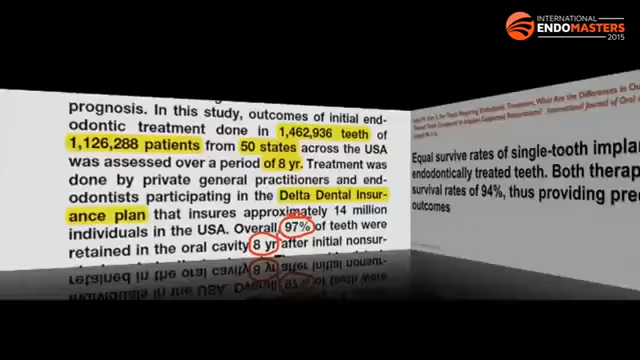 INTERNATIONAL
ENDOMASTERS
2015
prognosis. In this study, outcomes of initial end-
odontic treatment done in 1,462,936 teeth of
1,126,288 patients from 50 states across the USA
was assessed over a period of 8 yr. Treatment was
done by private general practitioners and end-
odontists participating in the Delta Dental Insur-
ance plan that insures approximately 14 million
individuals in the USA. Overall 97% of teeth were
retained in the oral cavity 8 yr after initial nonsur-
Equal survive rates of single-tooth implan
endodontically treated teeth. Both therap
survival rates of 94%, thus providing pred
outcomes